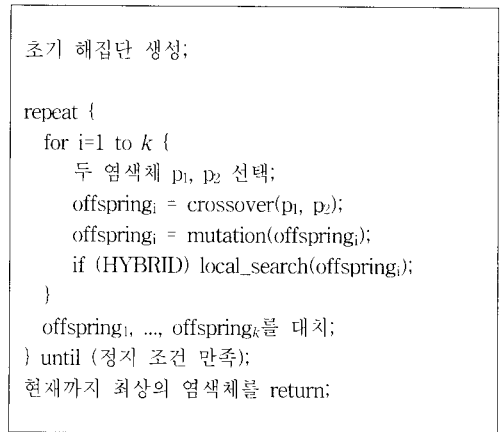 초기 해집단 생성;
repeat {
for i=1 to k {
두 염색체 p₁, p₂ 선택;
offspringᵢ = crossover(p₁, p₂);
offspringᵢ = mutation(offspringᵢ);
if (HYBRID) local_search(offspringᵢ);
}
offspring₁, ..., offspringₖ를 대치;
} until (정지 조건 만족);
현재까지 최상의 염색체를 return;